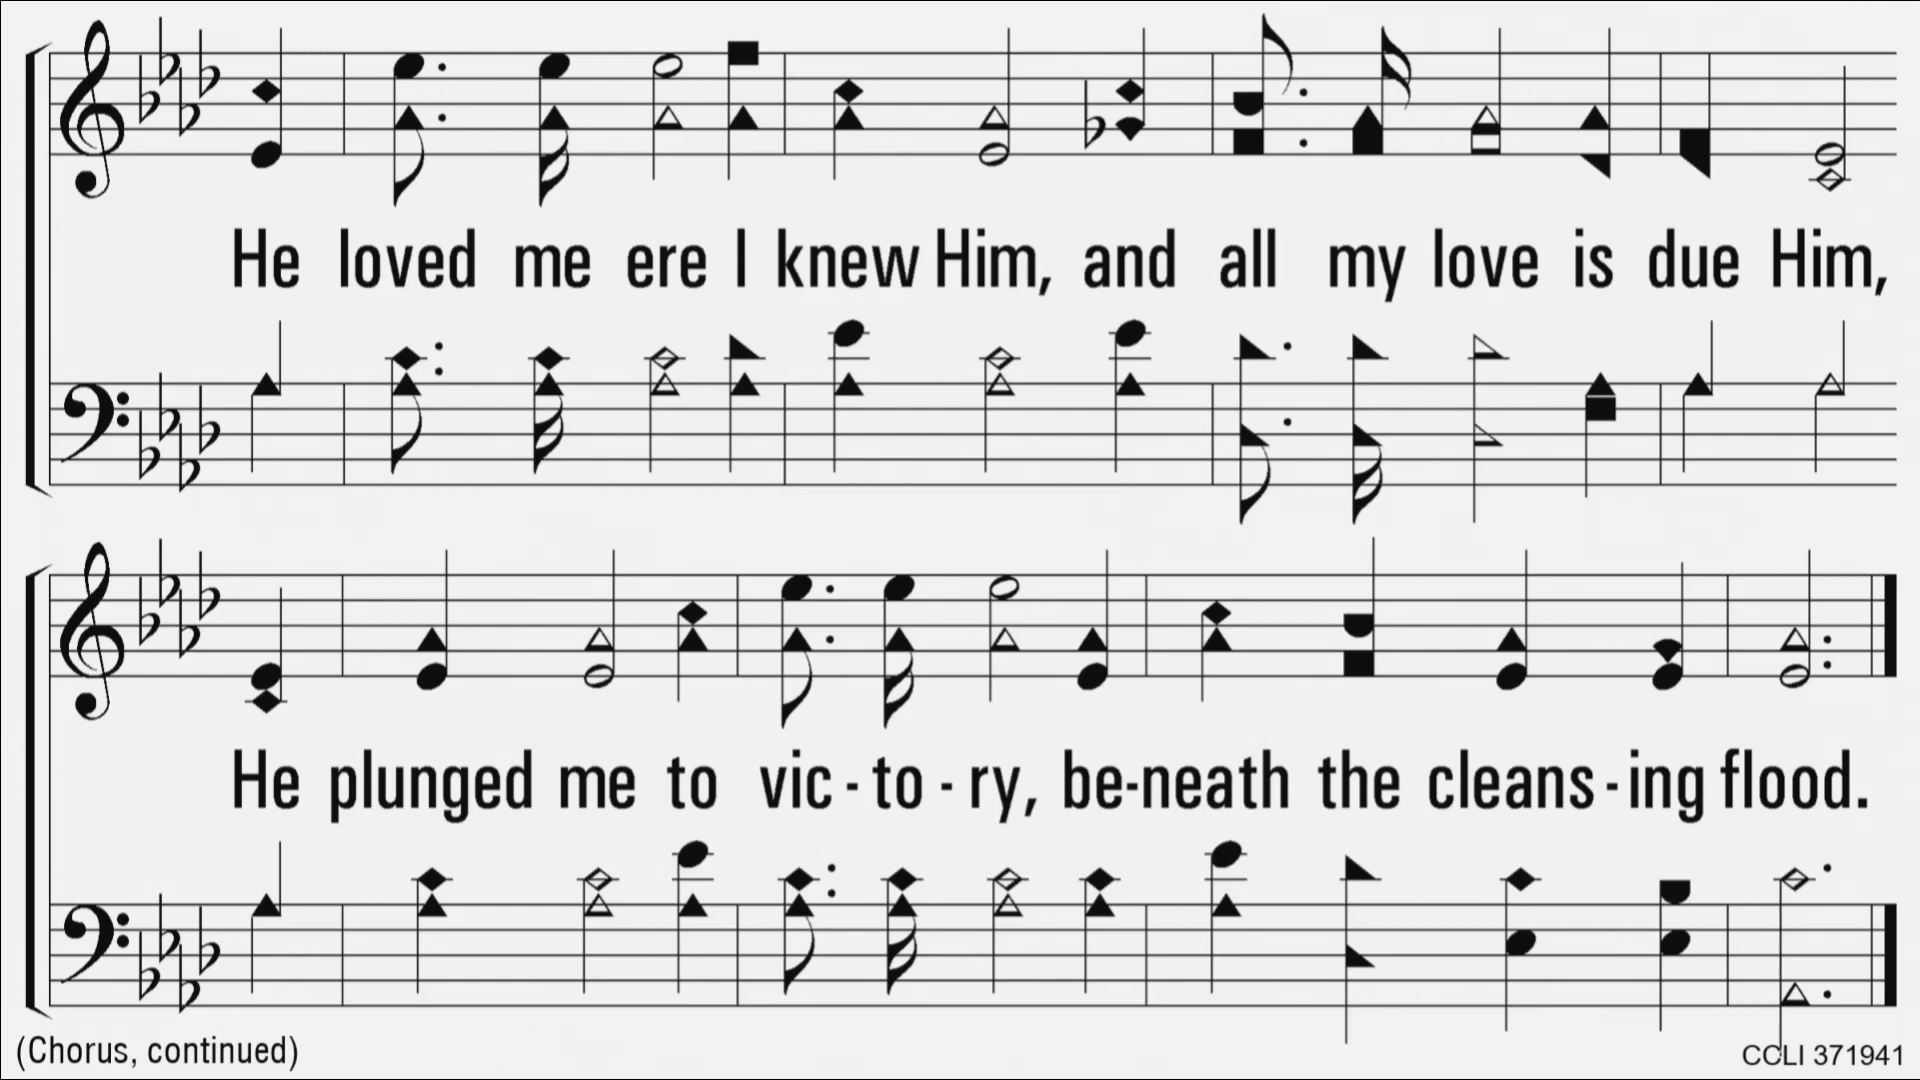 He loved me ere I knew Him, and all my love is due Him,
He plunged me to vic - to - ry, be-neath the cleans - ing flood.
(Chorus, continued)
CCLI 371941